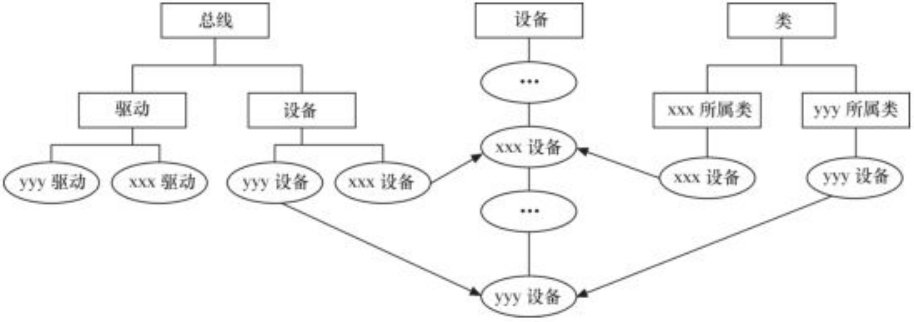 总线
设备
类
•••
驱动
设备
xxx 所属类
yyy 所属类
xxx 设备
yyy 驱动
xxx 驱动
yyy 设备
xxx 设备
xxx 设备
yyy 设备
•••
yyy 设备